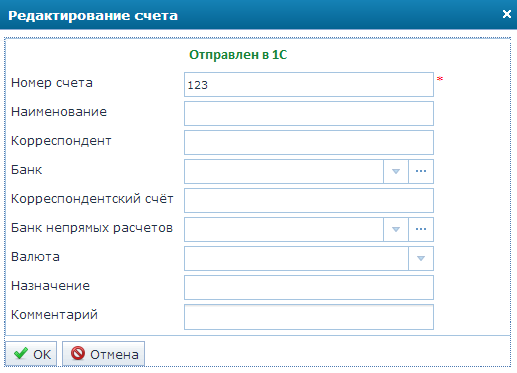 Редактирование счета
Отправлен в 1С
Номер счета 123 *
Наименование
Корреспондент
Банк
Корреспондентский счёт
Банк непрямых расчетов
Валюта
Назначение
Комментарий
OK Отмена